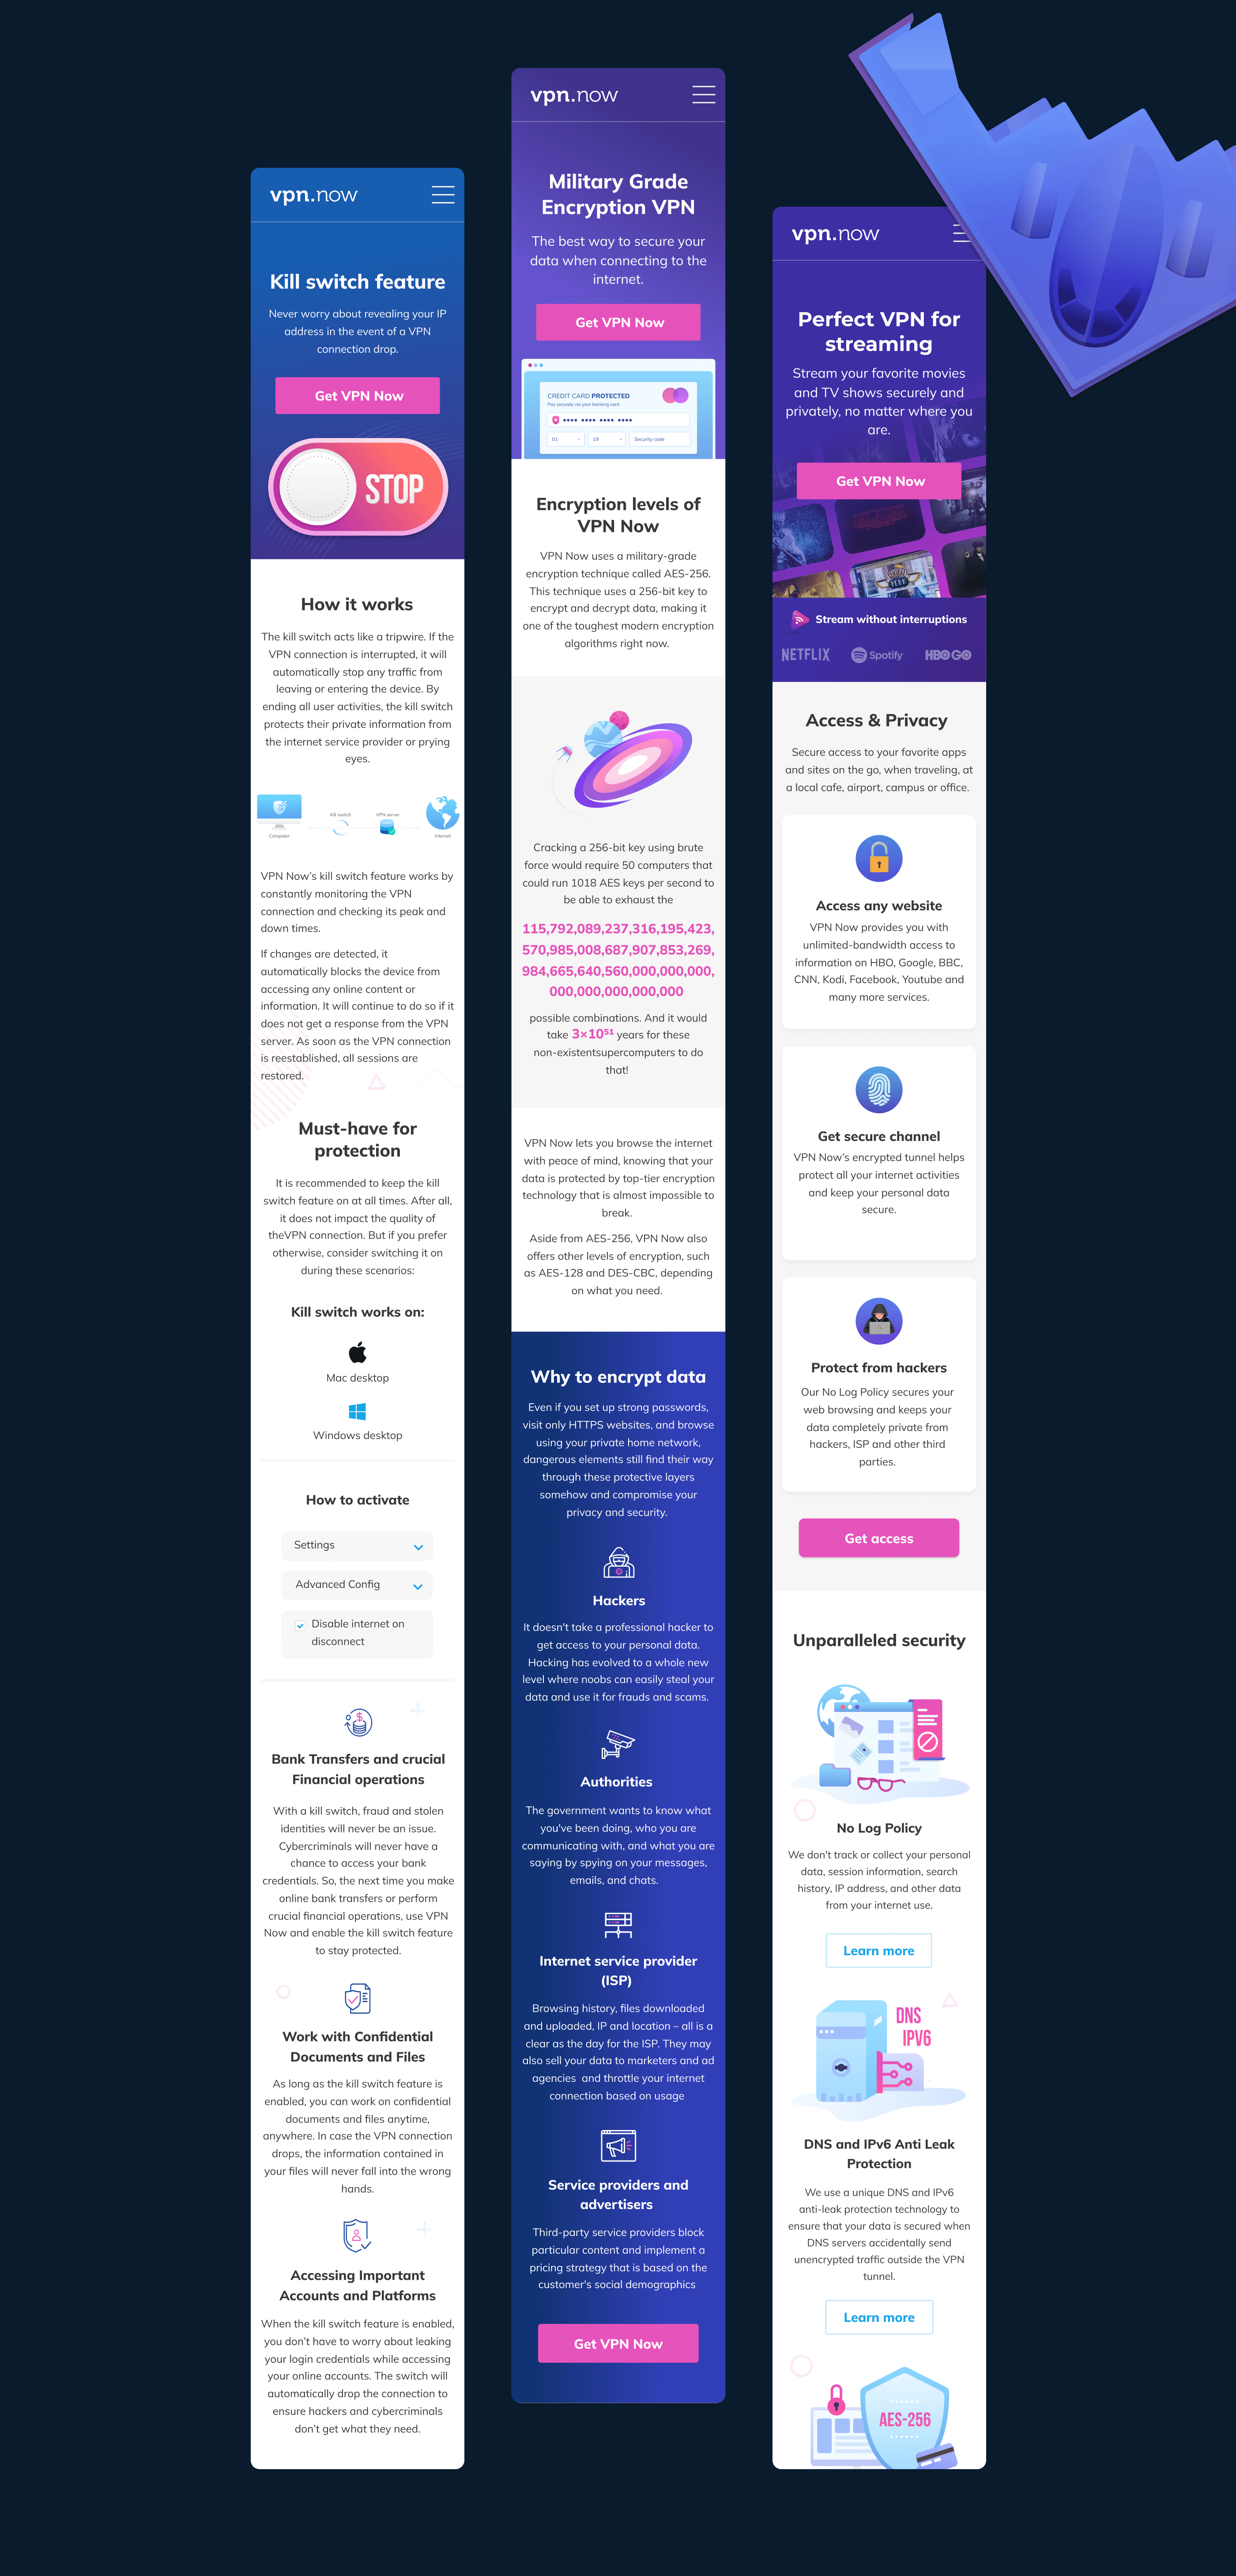 vpn.now
Kill switch feature
Never worry about revealing your IP
address in the event of a VPN
connection drop.
Get VPN Now
STOP
How it works
The kill switch acts like a tripwire. If the
VPN connection is interrupted, it will
automatically stop any traffic from
leaving or entering the device. By
ending all user activities, the kill switch
protects their private information from
the internet service provider or prying
eyes.
Kill switch
VPN server
Computer
Internet
VPN Now's kill switch feature works by
constantly monitoring the VPN
connection and checking its peak and
down times.
If changes are detected, it
automatically blocks the device from
accessing any online content or
information. It will continue to do so if it
does not get a response from the VPN
server. As soon as the VPN connection
is reestablished, all sessions are
restored.
Must-have for
protection
It is recommended to keep the kill
switch feature on at all times. After all,
it does not impact the quality of
theVPN connection. But if you prefer
otherwise, consider switching it on
during these scenarios:
Kill switch works on:
Mac desktop
Windows desktop
How to activate
Settings
Advanced Config
Disable internet on
disconnect
Bank Transfers and crucial
Financial operations
With a kill switch, fraud and stolen
identities will never be an issue.
Cybercriminals will never have a
chance to access your bank
credentials. So, the next time you make
online bank transfers or perform
crucial financial operations, use VPN
Now and enable the kill switch feature
to stay protected.
Work with Confidential
Documents and Files
As long as the kill switch feature is
enabled, you can work on confidential
documents and files anytime,
anywhere. In case the VPN connection
drops, the information contained in
your files will never fall into the wrong
hands.
Accessing Important
Accounts and Platforms
When the kill switch feature is enabled,
you don't have to worry about leaking
your login credentials while accessing
your online accounts. The switch will
automatically drop the connection to
ensure hackers and cybercriminals
don't get what they need.
vpn.now
Military Grade
Encryption VPN
The best way to secure your
data when connecting to the
internet.
Get VPN Now
CREDIT CARD PROTECTED
Pay securely via your banking card
01
19
Security code
Encryption levels of
VPN Now
VPN Now uses a military-grade
encryption technique called AES-256.
This technique uses a 256-bit key to
encrypt and decrypt data, making it
one of the toughest modern encryption
algorithms right now.
Cracking a 256-bit key using brute
force would require 50 computers that
could run 1018 AES keys per second to
be able to exhaust the
115,792,089,237,316,195,423,
570,985,008,687,907,853,269,
984,665,640,560,000,000,000,
000,000,000,000,000
possible combinations. And it would
take 3×10⁵¹ years for these
non-existentsupercomputers to do
that!
VPN Now lets you browse the internet
with peace of mind, knowing that your
data is protected by top-tier encryption
technology that is almost impossible to
break.
Aside from AES-256, VPN Now also
offers other levels of encryption, such
as AES-128 and DES-CBC, depending
on what you need.
Why to encrypt data
Even if you set up strong passwords,
visit only HTTPS websites, and browse
using your private home network,
dangerous elements still find their way
through these protective layers
somehow and compromise your
privacy and security.
Hackers
It doesn't take a professional hacker to
get access to your personal data.
Hacking has evolved to a whole new
level where noobs can easily steal your
data and use it for frauds and scams.
Authorities
The government wants to know what
you've been doing, who you are
communicating with, and what you are
saying by spying on your messages,
emails, and chats.
Internet service provider
(ISP)
Browsing history, files downloaded
and uploaded, IP and location – all is a
clear as the day for the ISP. They may
also sell your data to marketers and ad
agencies  and throttle your internet
connection based on usage
Service providers and
advertisers
Third-party service providers block
particular content and implement a
pricing strategy that is based on the
customer's social demographics
Get VPN Now
vpn.now
Perfect VPN for
streaming
Stream your favorite movies
and TV shows securely and
privately, no matter where you
are.
Get VPN Now
Stream without interruptions
NETFLIX
Spotify
HBO GO
Access & Privacy
Secure access to your favorite apps
and sites on the go, when traveling, at
a local cafe, airport, campus or office.
Access any website
VPN Now provides you with
unlimited-bandwidth access to
information on HBO, Google, BBC,
CNN, Kodi, Facebook, Youtube and
many more services.
Get secure channel
VPN Now's encrypted tunnel helps
protect all your internet activities
and keep your personal data
secure.
Protect from hackers
Our No Log Policy secures your
web browsing and keeps your
data completely private from
hackers, ISP and other third
parties.
Get access
Unparalleled security
No Log Policy
We don't track or collect your personal
data, session information, search
history, IP address, and other data
from your internet use.
Learn more
DNS
IPV6
DNS and IPv6 Anti Leak
Protection
We use a unique DNS and IPv6
anti-leak protection technology to
ensure that your data is secured when
DNS servers accidentally send
unencrypted traffic outside the VPN
tunnel.
Learn more
AES-256